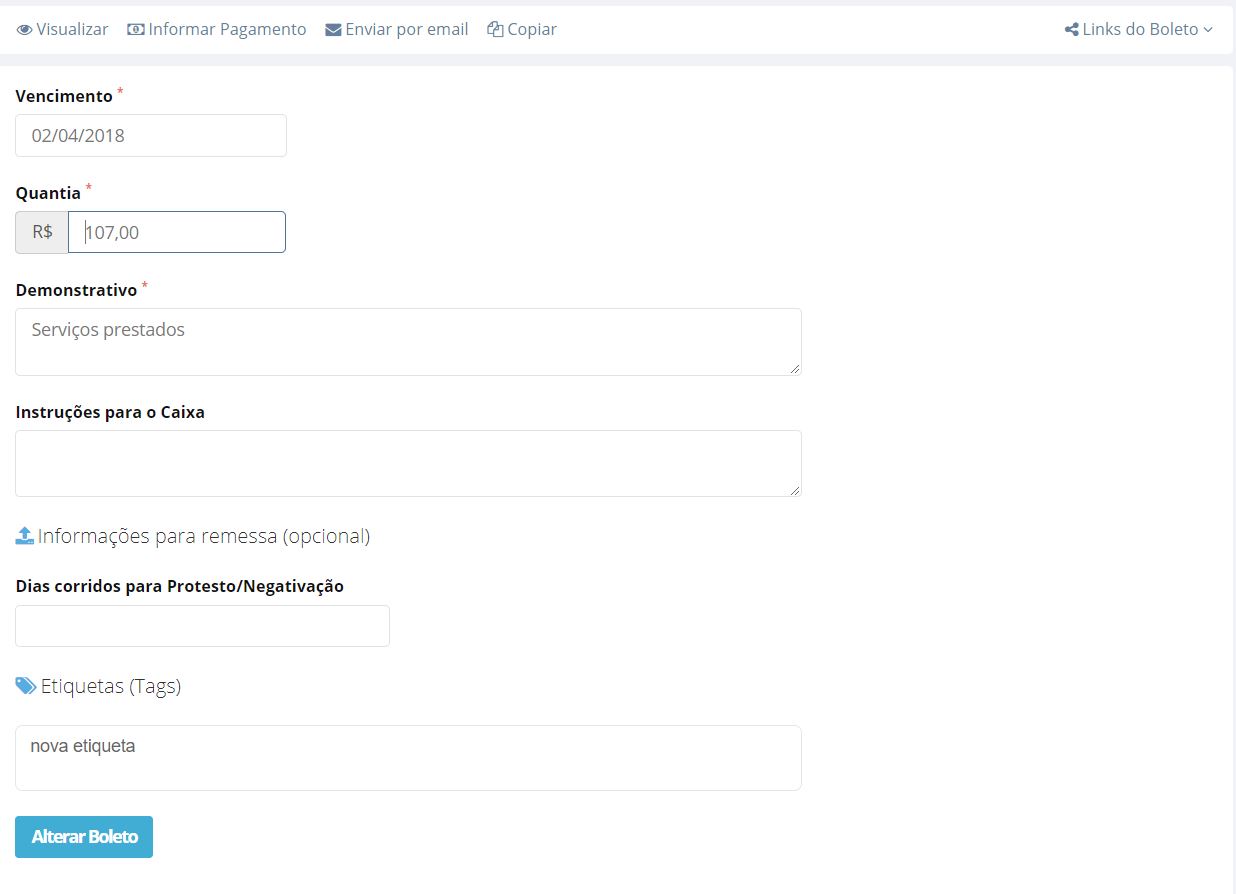 Visualizar Informar Pagamento Enviar por email Copiar Links do Boleto
Vencimento *
02/04/2018
Quantia *
R$ 107,00
Demonstrativo *
Serviços prestados
Instruções para o Caixa
Informações para remessa (opcional)
Dias corridos para Protesto/Negativação
Etiquetas (Tags)
nova etiqueta
Alterar Boleto